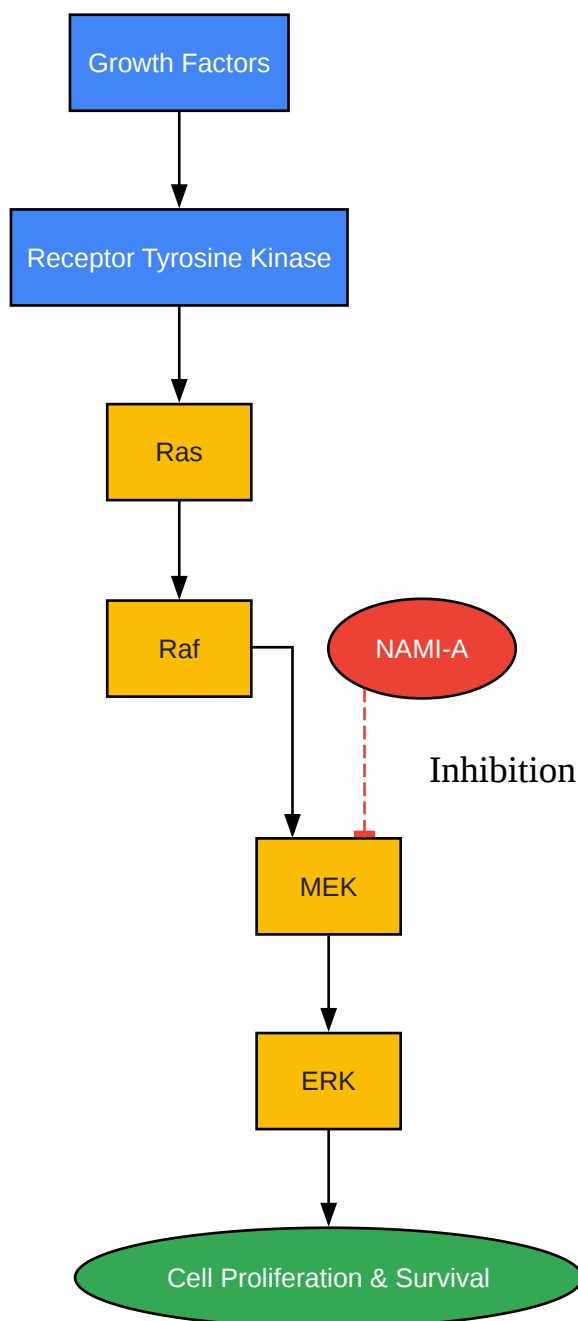 Growth Factors
Receptor Tyrosine Kinase
Ras
Raf
NAMI-A
Inhibition
MEK
ERK
Cell Proliferation & Survival